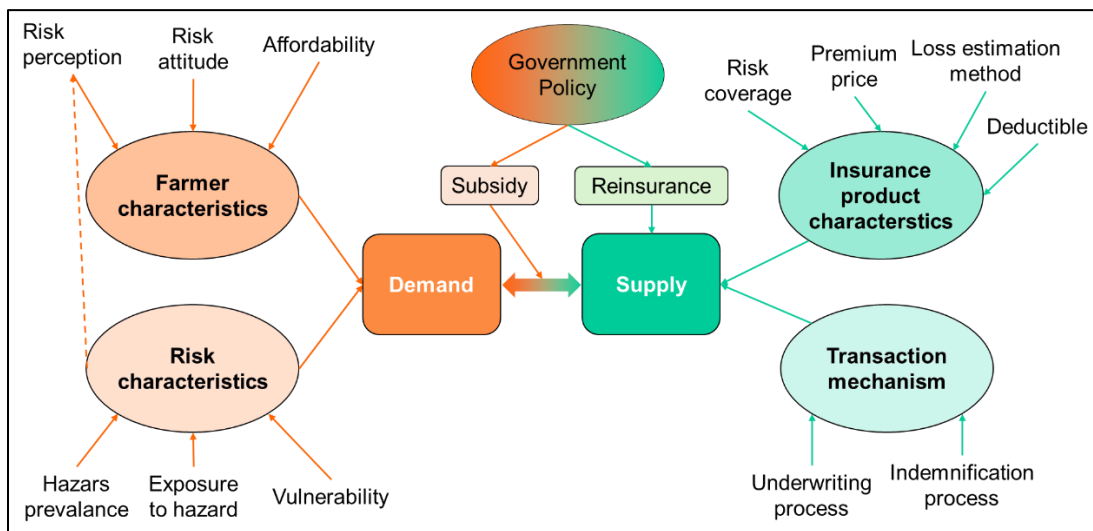 Risk
perception
Risk
attitude
Affordability
Government
Policy
Risk
coverage
Premium
price
Loss estimation
method
Deductible
Farmer
characteristics
Subsidy
Reinsurance
Insurance
product
characterstics
Demand
Supply
Risk
characteristics
Transaction
mechanism
Hazars
prevalance
Exposure
to hazard
Vulnerability
Underwriting
process
Indemnification
process